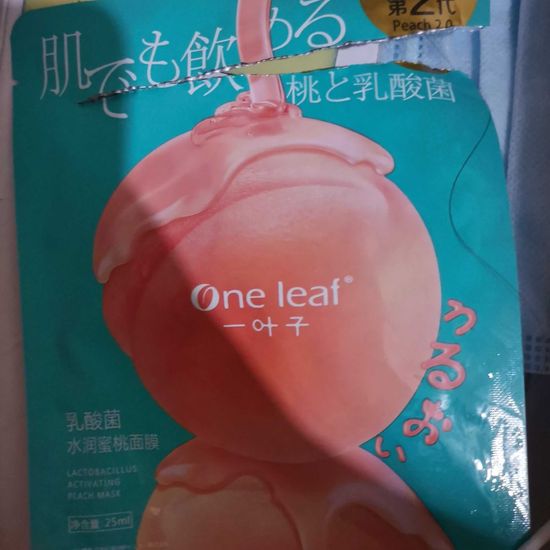 第2代
Peach 2.0
肌でも飲める
桃と乳酸菌
One leaf®
一叶子
うるおい
乳酸菌
水润蜜桃面膜
LACTOBACILLUS
ACTIVATING
PEACH MASK
净含量 25ml